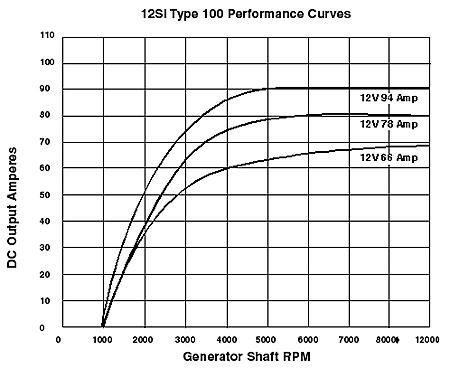 12SI Type 100 Performance Curves
110
100
90
80
70
60
50
40
30
20
10
0
DC Output Amperes
12V 94 Amp
12V 78 Amp
12V 66 Amp
0 1000 2000 3000 4000 5000 6000 7000 8000 12000
Generator Shaft RPM